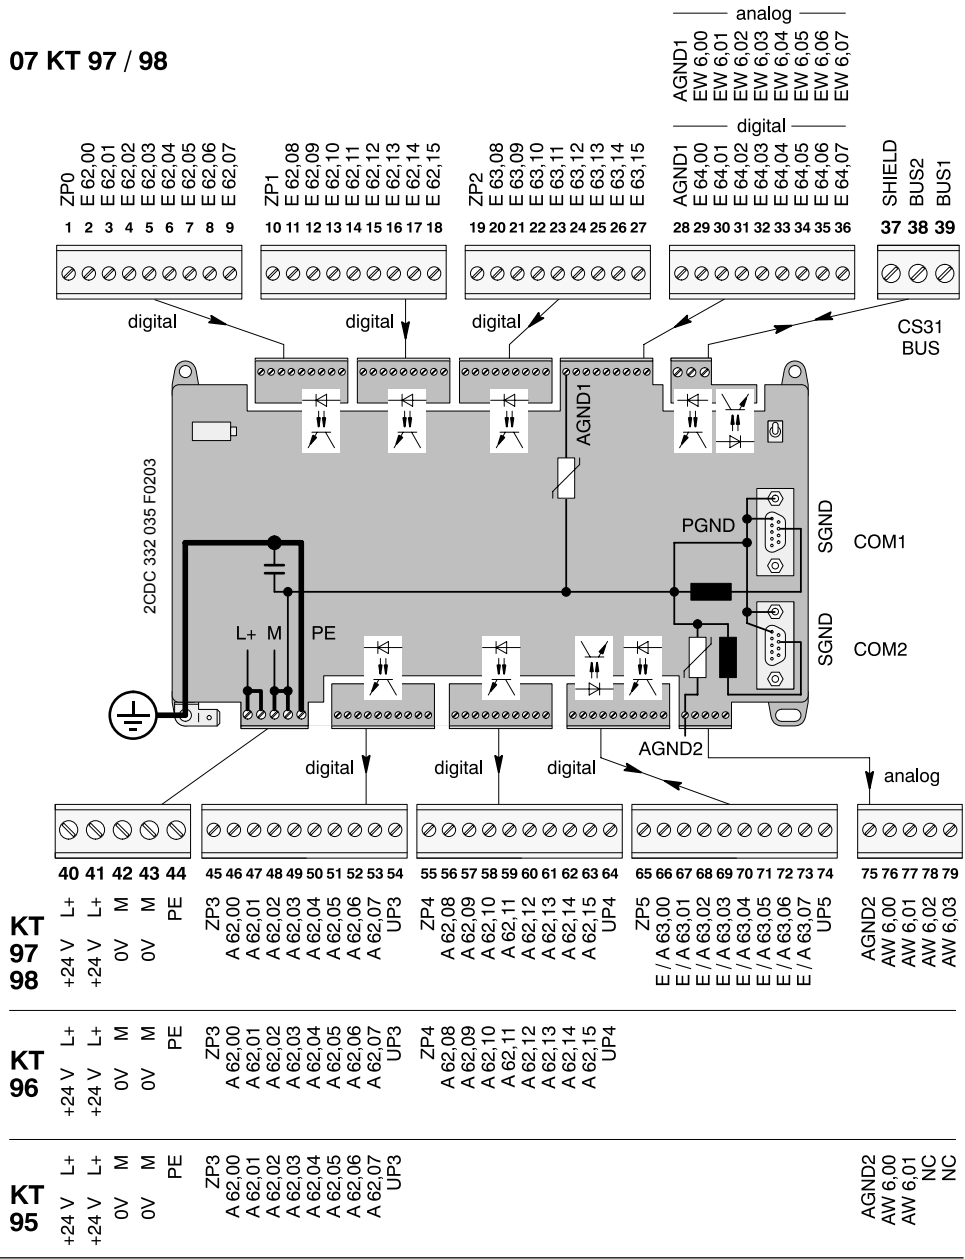 07 KT 97 / 98
analog
AGND1
EW 6,00
EW 6,01
EW 6,02
EW 6,03
EW 6,04
EW 6,05
EW 6,06
EW 6,07
digital
ZP0
E 62,00
E 62,01
E 62,02
E 62,03
E 62,04
E 62,05
E 62,06
E 62,07
ZP1
E 62,08
E 62,09
E 62,10
E 62,11
E 62,12
E 62,13
E 62,14
E 62,15
ZP2
E 63,08
E 63,09
E 63,10
E 63,11
E 63,12
E 63,13
E 63,14
E 63,15
AGND1
E 64,00
E 64,01
E 64,02
E 64,03
E 64,04
E 64,05
E 64,06
E 64,07
SHIELD
BUS2
BUS1
1 2 3 4 5 6 7 8 9
10 11 12 13 14 15 16 17 18
19 20 21 22 23 24 25 26 27
28 29 30 31 32 33 34 35 36
37 38 39
digital
digital
digital
CS31
BUS
AGND1
2CDC 332 035 F0203
PGND
SGND
COM1
L+ M PE
SGND
COM2
AGND2
digital
digital
digital
analog
40 41 42 43 44
45 46 47 48 49 50 51 52 53 54
55 56 57 58 59 60 61 62 63 64
65 66 67 68 69 70 71 72 73 74
75 76 77 78 79
KT
97
98
+24 V L+
+24 V L+
0V M
0V M
PE
ZP3
A 62,00
A 62,01
A 62,02
A 62,03
A 62,04
A 62,05
A 62,06
A 62,07
UP3
ZP4
A 62,08
A 62,09
A 62,10
A 62,11
A 62,12
A 62,13
A 62,14
A 62,15
UP4
ZP5
E / A 63,00
E / A 63,01
E / A 63,02
E / A 63,03
E / A 63,04
E / A 63,05
E / A 63,06
E / A 63,07
UP5
AGND2
AW 6,00
AW 6,01
AW 6,02
AW 6,03
KT
96
+24 V L+
+24 V L+
0V M
0V M
PE
ZP3
A 62,00
A 62,01
A 62,02
A 62,03
A 62,04
A 62,05
A 62,06
A 62,07
UP3
ZP4
A 62,08
A 62,09
A 62,10
A 62,11
A 62,12
A 62,13
A 62,14
A 62,15
UP4
KT
95
+24 V L+
+24 V L+
0V M
0V M
PE
ZP3
A 62,00
A 62,01
A 62,02
A 62,03
A 62,04
A 62,05
A 62,06
A 62,07
UP3
AGND2
AW 6,00
AW 6,01
NC
NC